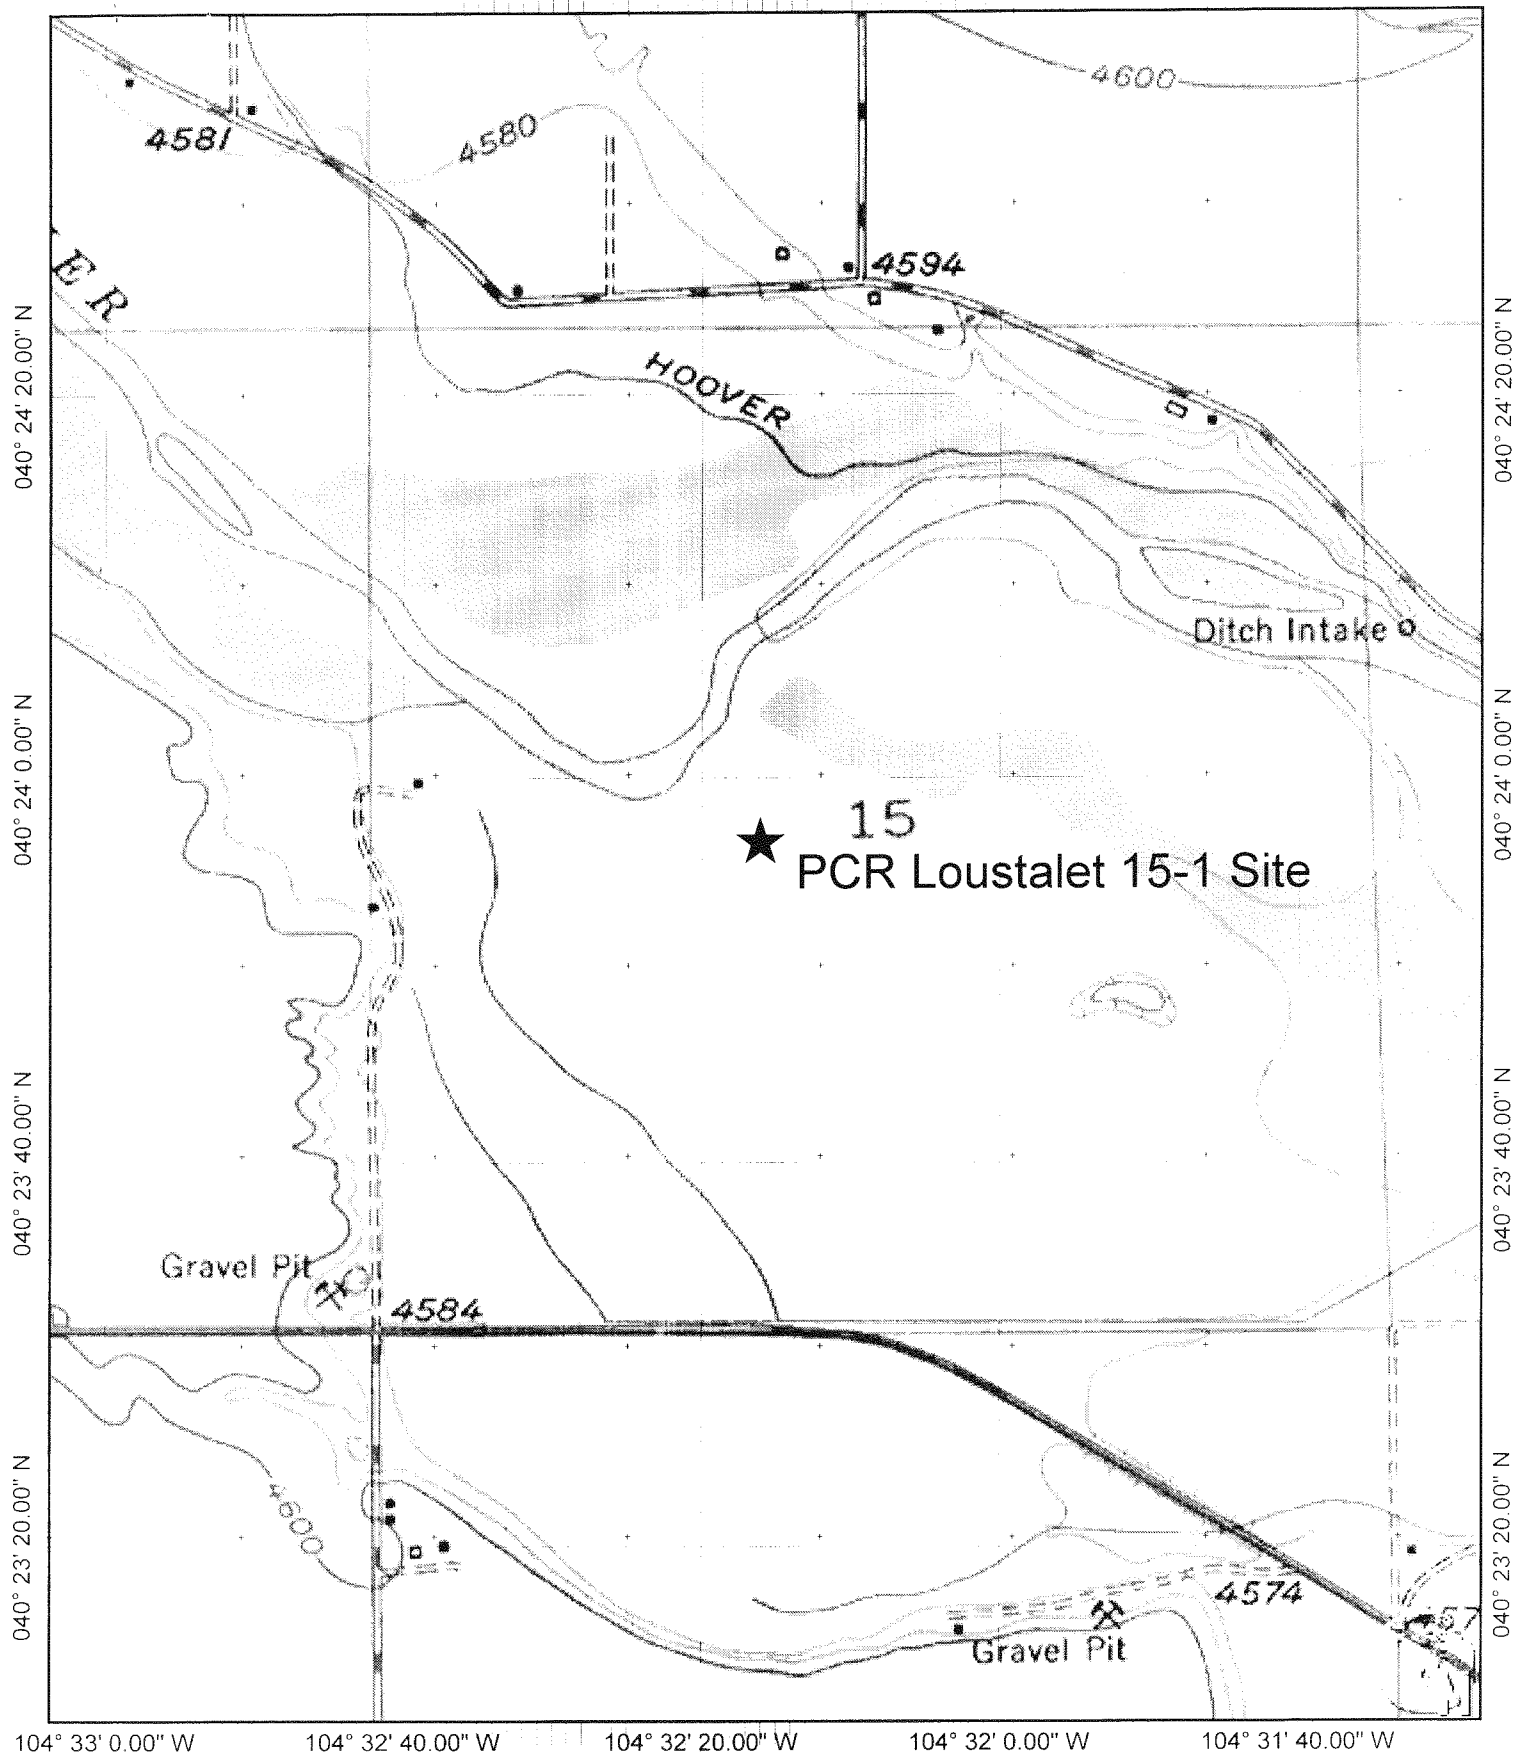 4600
4581
4580
ER
4594
HOOVER
040° 24' 20.00" N
040° 24' 20.00" N
Ditch Intake
040° 24' 0.00" N
040° 24' 0.00" N
15
PCR Loustalet 15-1 Site
040° 23' 40.00" N
040° 23' 40.00" N
Gravel Pit
4584
040° 23' 20.00" N
040° 23' 20.00" N
4600
4574
Gravel Pit
104° 33' 0.00" W
104° 32' 40.00" W
104° 32' 20.00" W
104° 32' 0.00" W
104° 31' 40.00" W